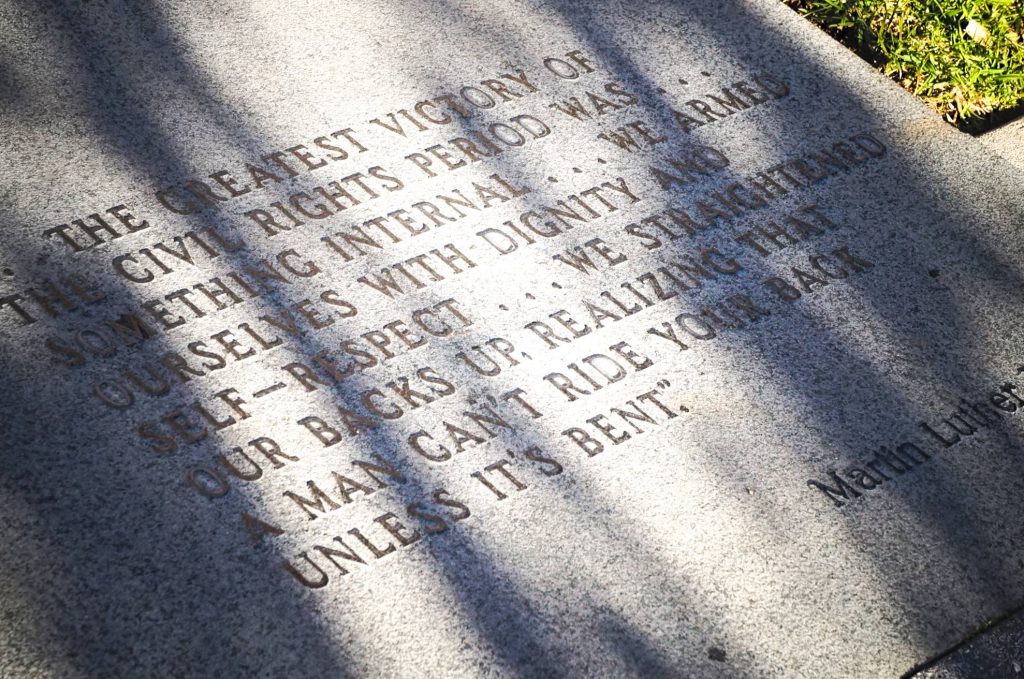 " THE GREATEST VICTORY OF
THE CIVIL RIGHTS PERIOD WAS . . .
SOMETHING INTERNAL . . . WE ARMED
OURSELVES WITH DIGNITY AND
SELF–RESPECT . . . WE STRAIGHTENED
OUR BACKS UP, REALIZING THAT
A MAN CAN'T RIDE YOUR BACK
UNLESS IT'S BENT."
Martin Luther